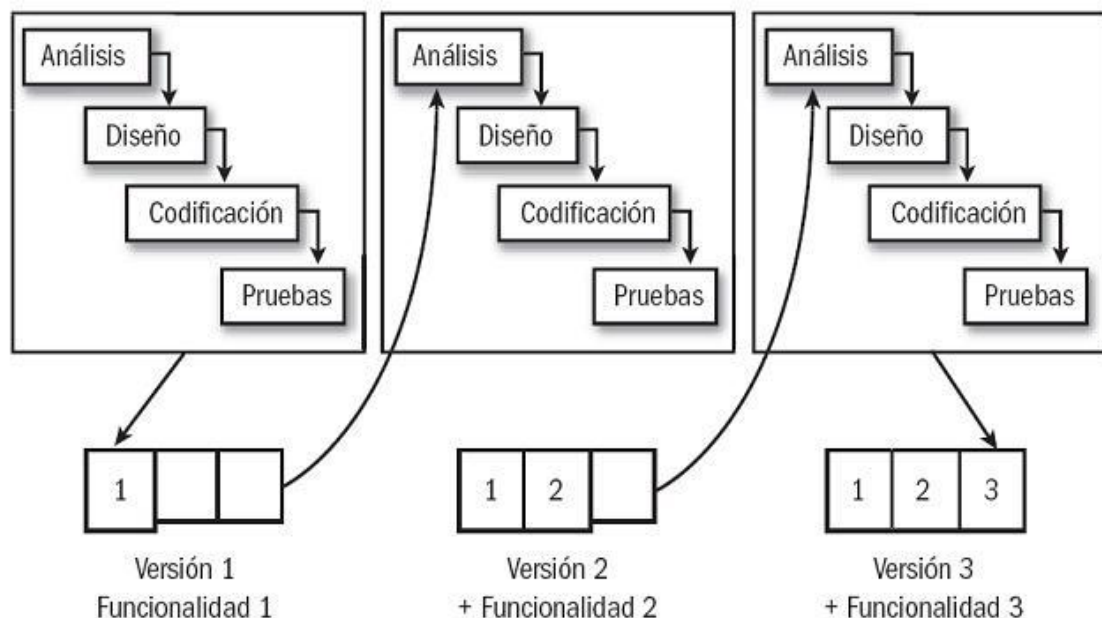 Análisis
Diseño
Codificación
Pruebas
Análisis
Diseño
Codificación
Pruebas
Análisis
Diseño
Codificación
Pruebas
1
1 2
1 2 3
Versión 1
Funcionalidad 1
Versión 2
+ Funcionalidad 2
Versión 3
+ Funcionalidad 3